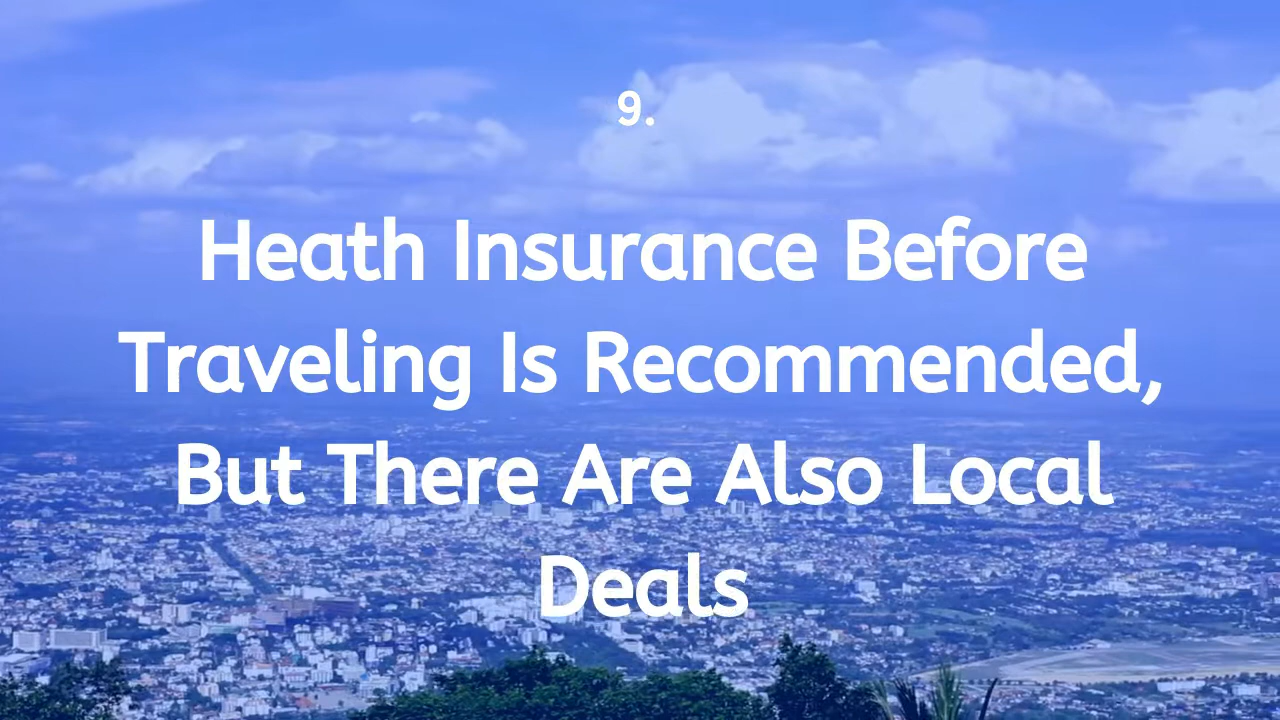 9.
Heath Insurance Before
Traveling Is Recommended,
But There Are Also Local
Deals